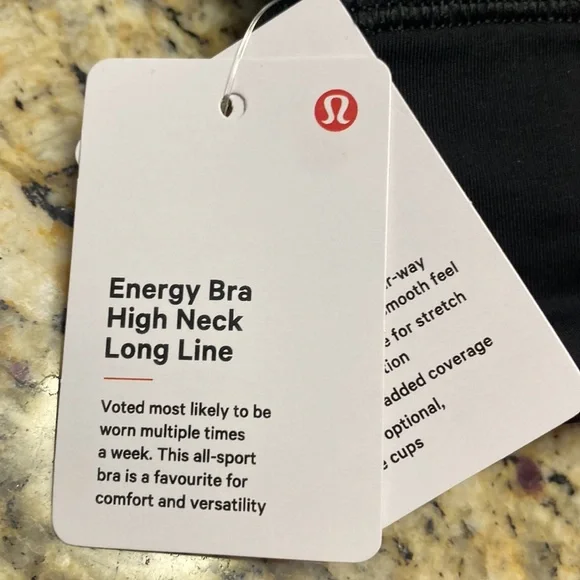 Energy Bra
High Neck
Long Line
Voted most likely to be
worn multiple times
a week. This all-sport
bra is a favourite for
comfort and versatility
way
smooth feel
for stretch
added coverage
optional,
cups